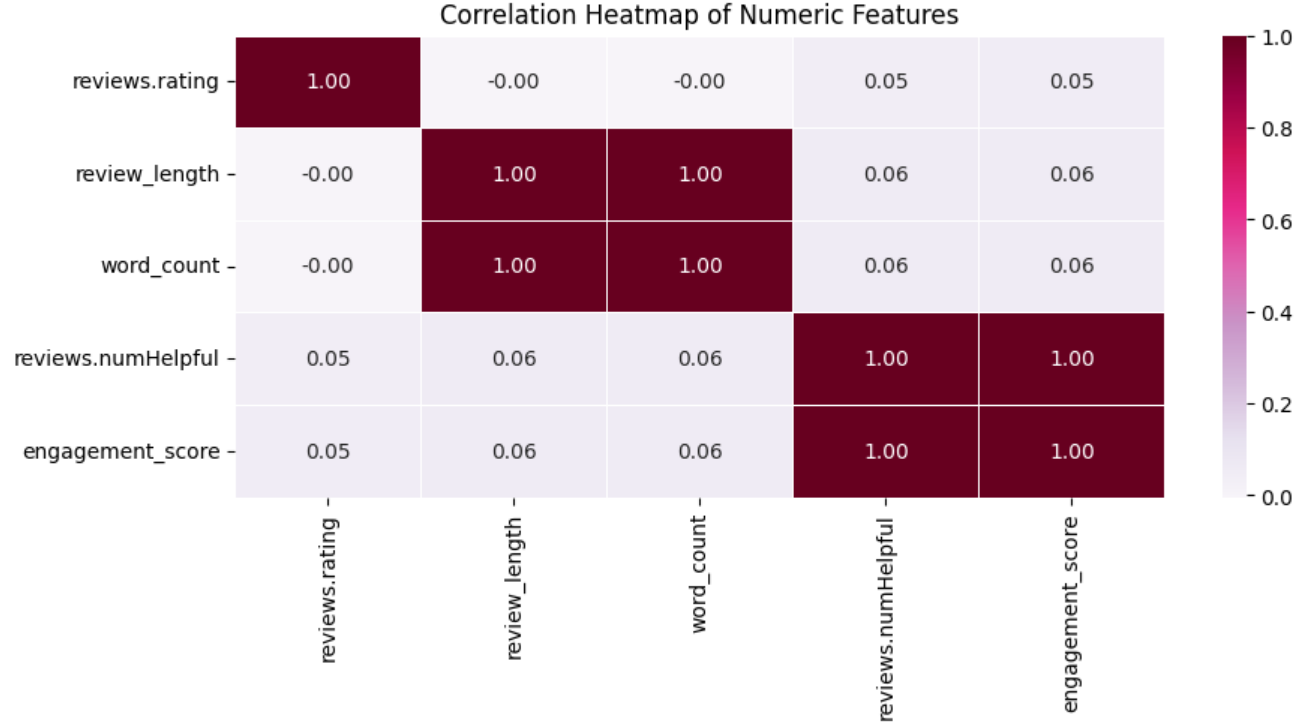 Correlation Heatmap of Numeric Features
reviews.rating 1.00 -0.00 -0.00 0.05 0.05
review_length -0.00 1.00 1.00 0.06 0.06
word_count -0.00 1.00 1.00 0.06 0.06
reviews.numHelpful 0.05 0.06 0.06 1.00 1.00
engagement_score 0.05 0.06 0.06 1.00 1.00
reviews.rating
review_length
word_count
reviews.numHelpful
engagement_score
1.0
0.8
0.6
0.4
0.2
0.0